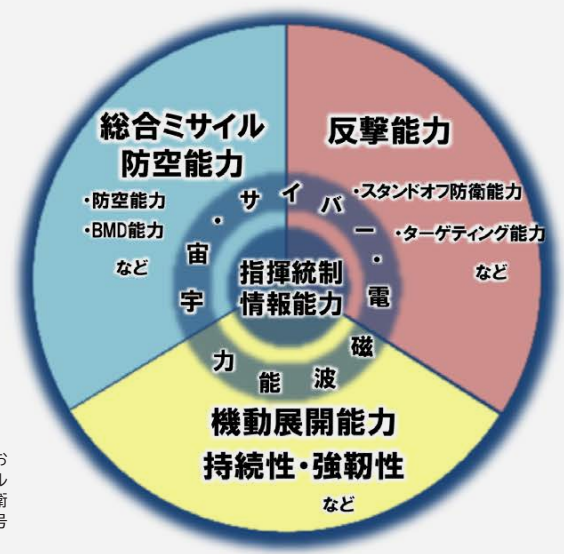 総合ミサイル
防空能力
・防空能力
・BMD能力
など
反撃能力
・スタンドオフ防衛能力
・ターゲティング能力
など
宇宙・サイバー・電磁波能力
指揮統制
情報能力
機動展開能力
持続性・強靭性
など
お
ル
衛
号